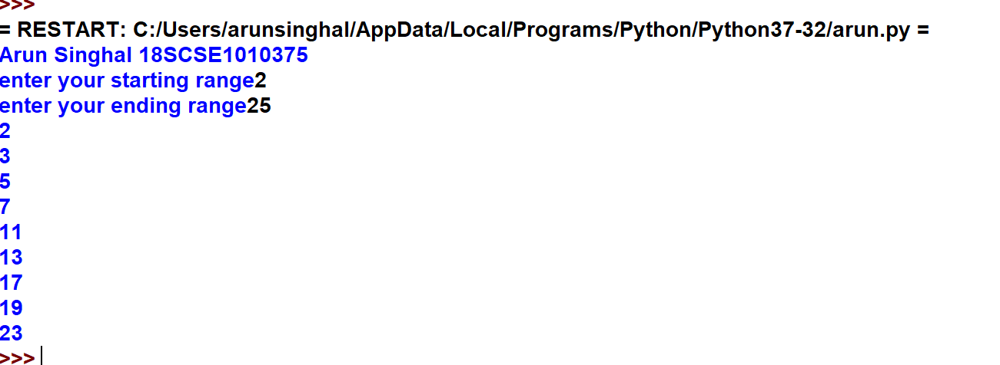 >>>
= RESTART: C:/Users/arunsinghal/AppData/Local/Programs/Python/Python37-32/arun.py =
Arun Singhal 18SCSE1010375
enter your starting range2
enter your ending range25
2
3
5
7
11
13
17
19
23
>>>